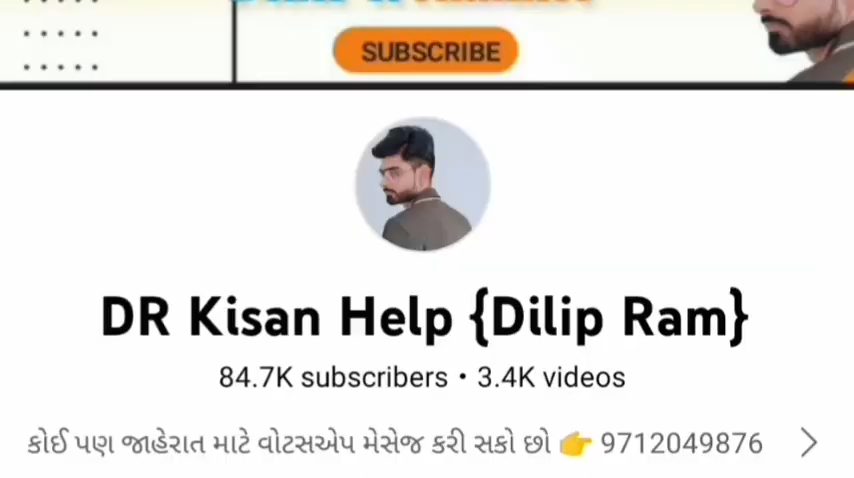 SUBSCRIBE
DR Kisan Help {Dilip Ram}
84.7K subscribers • 3.4K videos
કોઈ પણ જાહેરાત માટે વોટસએપ મેસેજ કરી સકો છો 👉 9712049876